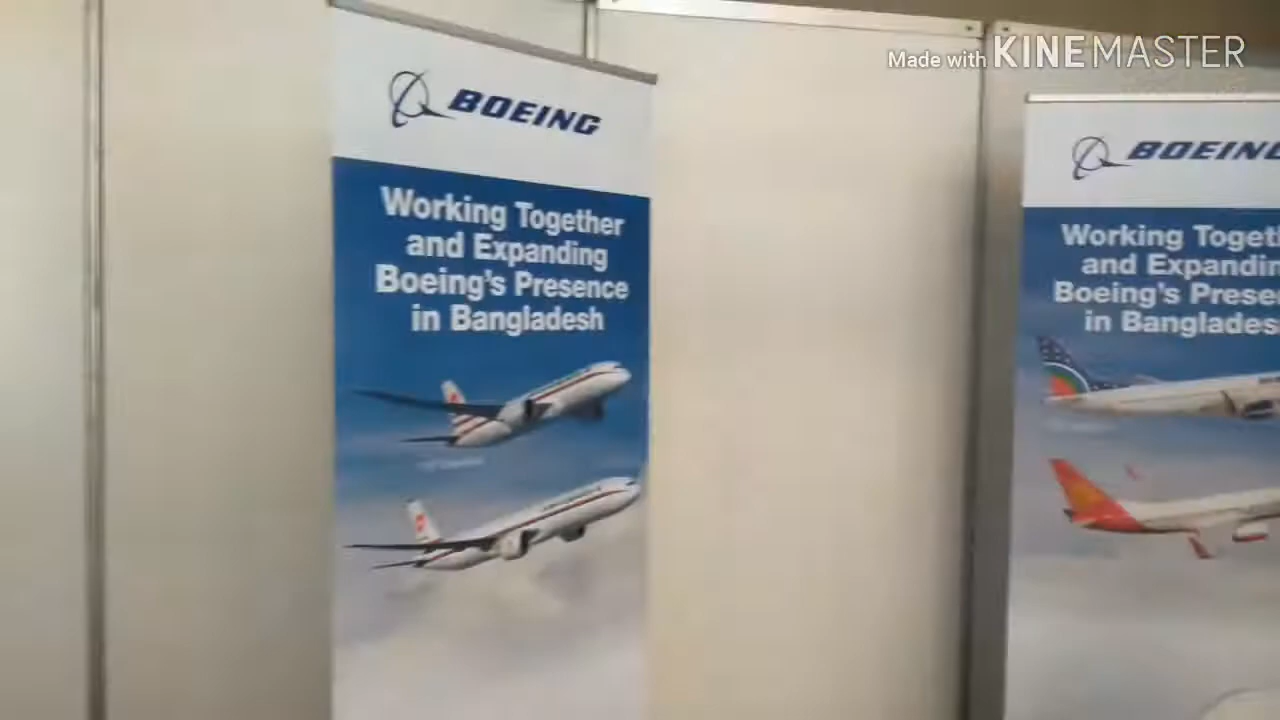 Made with KINEMASTER
BOEING
Working Together
and Expanding
Boeing's Presence
in Bangladesh
BOEING
Working Togeth
and Expandin
Boeing's Prese
in Banglades